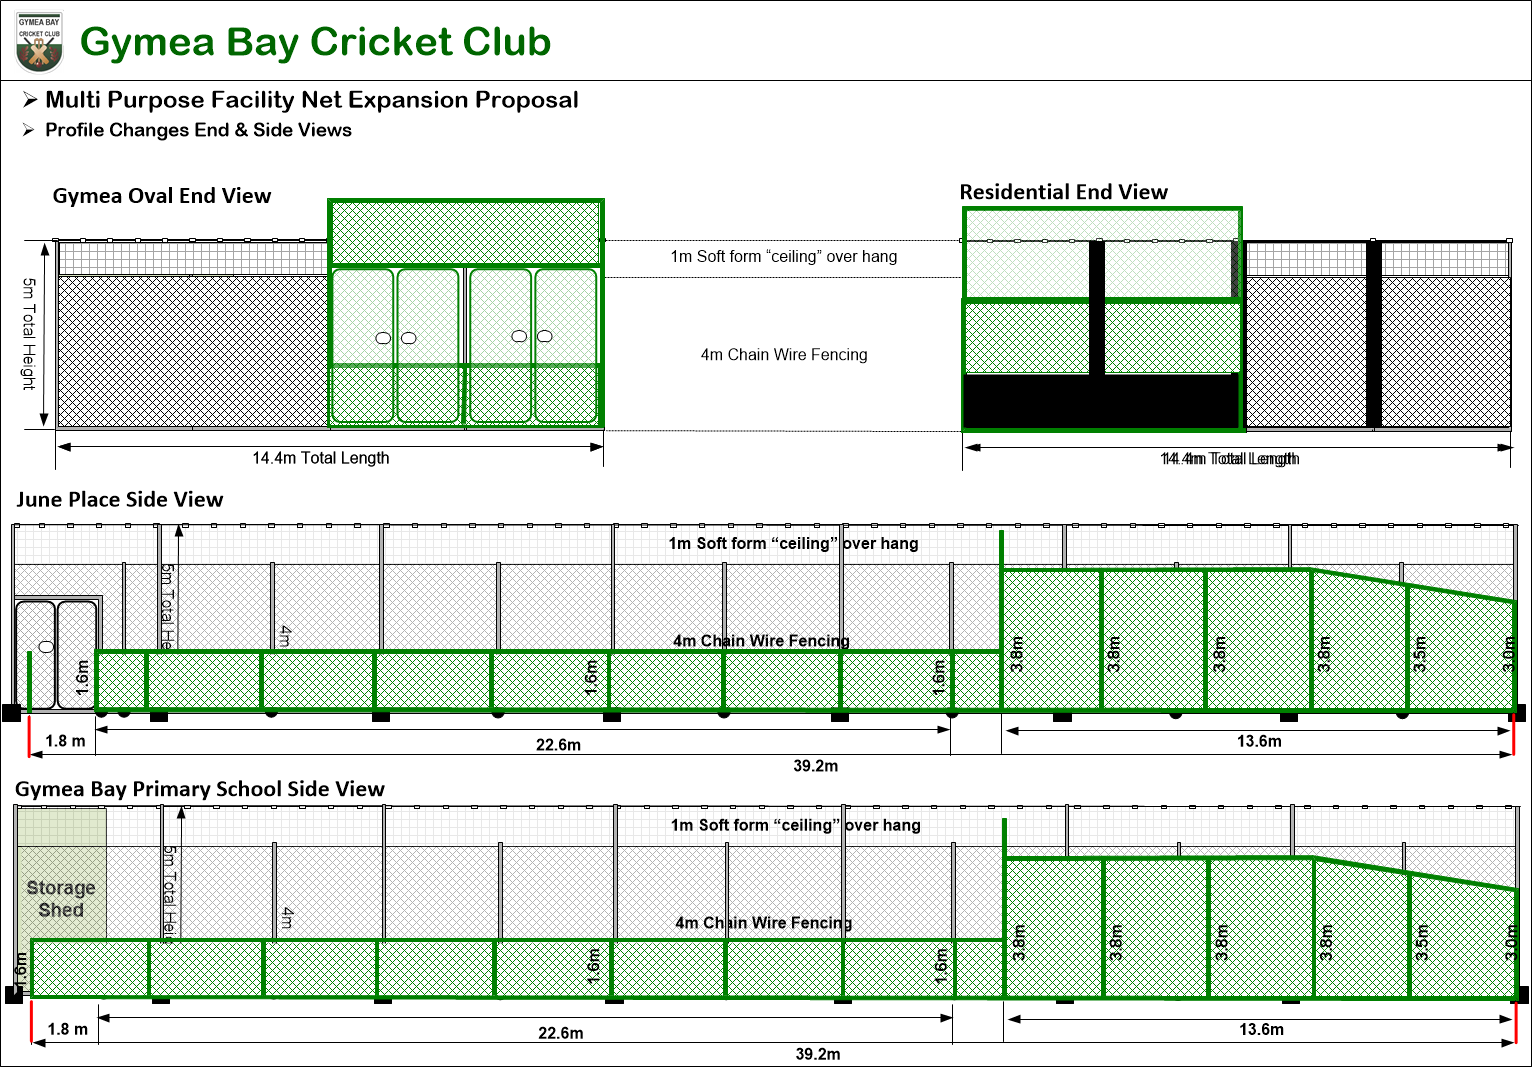 GYMEA BAY
CRICKET CLUB
Gymea Bay Cricket Club
Multi Purpose Facility Net Expansion Proposal
Profile Changes End & Side Views
Gymea Oval End View
Residential End View
1m Soft form “ceiling” over hang
5m Total Height
4m Chain Wire Fencing
14.4m Total Length
14.4m Total Length
June Place Side View
1m Soft form “ceiling” over hang
5m Total He
4m
4m Chain Wire Fencing
1.6m
1.6m
1.6m
3.8m
3.8m
3.8m
3.8m
3.5m
3.0m
1.8 m
22.6m
13.6m
39.2m
Gymea Bay Primary School Side View
1m Soft form “ceiling” over hang
5m Total Hei
Storage
Shed
4m
4m Chain Wire Fencing
1.6m
1.6m
1.6m
3.8m
3.8m
3.8m
3.8m
3.5m
3.0m
1.8 m
22.6m
13.6m
39.2m